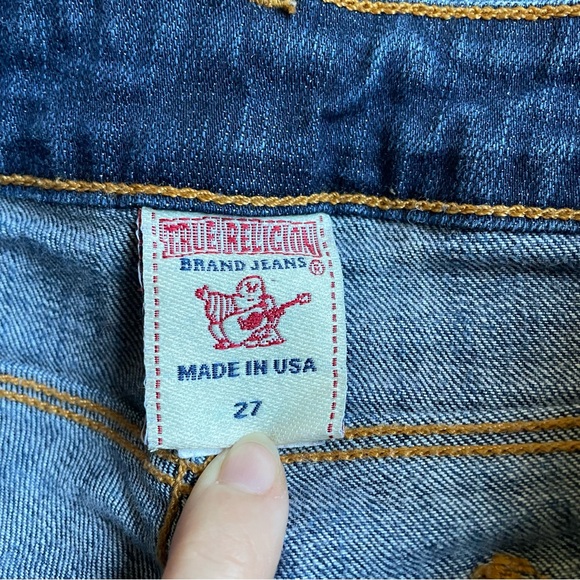 TRUE RELIGION
BRAND JEANS ®
MADE IN USA
27